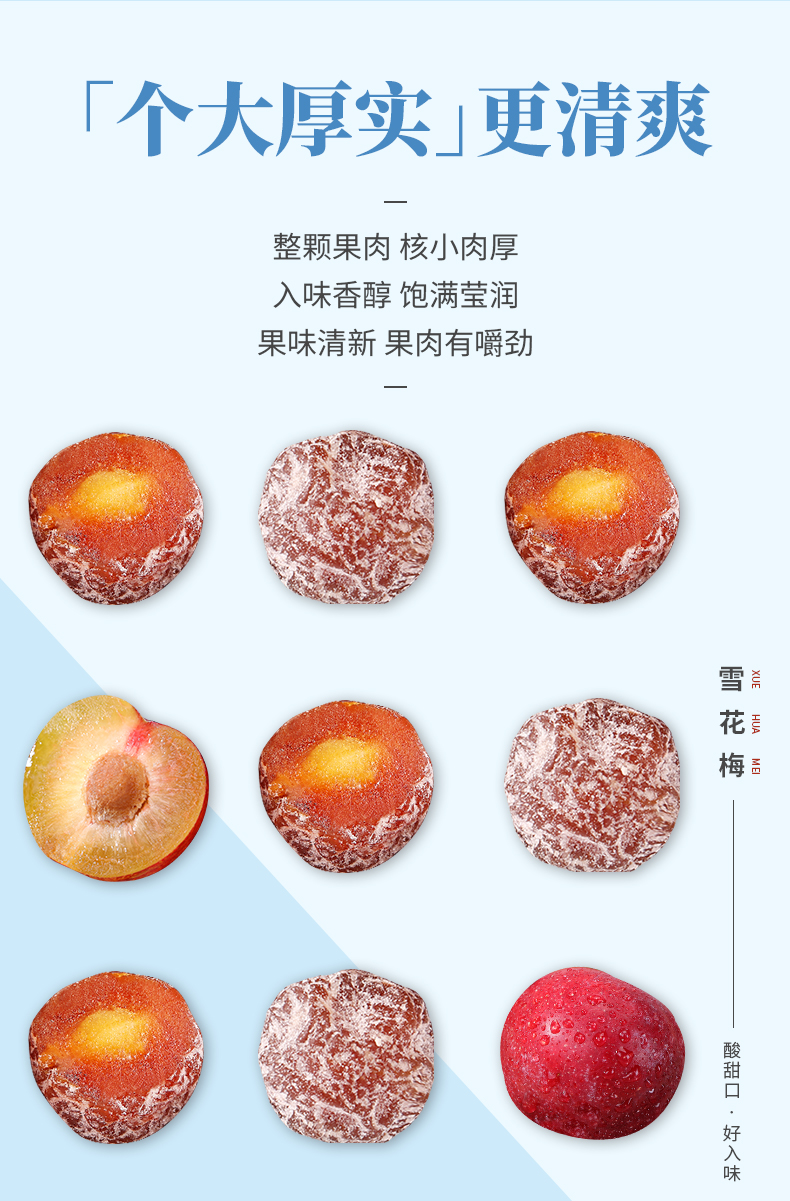 「个大厚实」更清爽
整颗果肉 核小肉厚
入味香醇 饱满莹润
果味清新 果肉有嚼劲
雪花梅
XUE HUA MEI
酸甜口·好入味